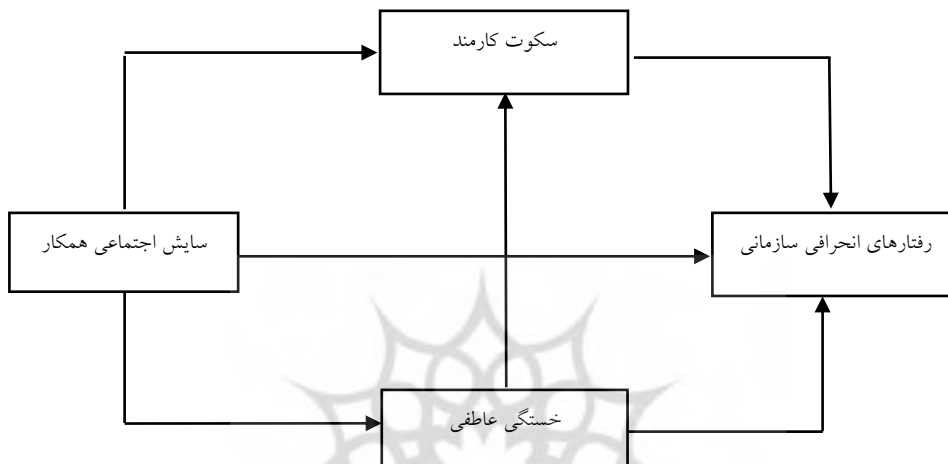 سکوت کارمند
سایش اجتماعی همکار
رفتارهای انحرافی سازمانی
خستگی عاطفی